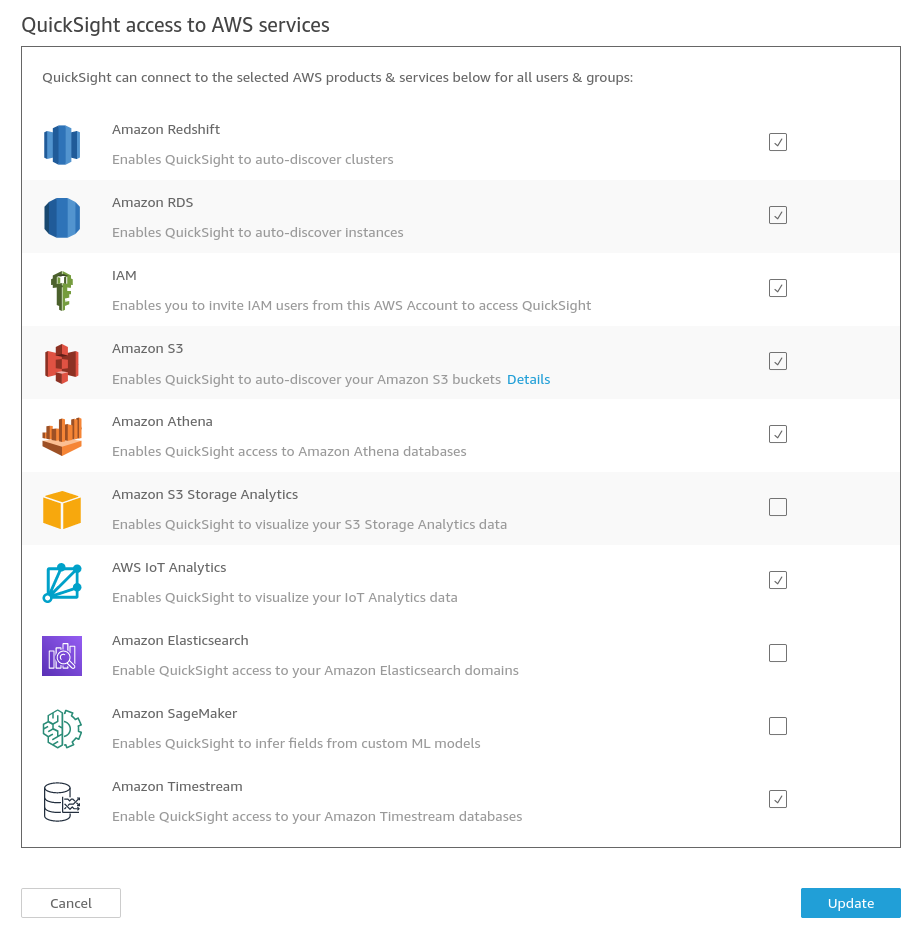 QuickSight access to AWS services
QuickSight can connect to the selected AWS products & services below for all users & groups:
Amazon Redshift
Enables QuickSight to auto-discover clusters
Amazon RDS
Enables QuickSight to auto-discover instances
IAM
Enables you to invite IAM users from this AWS Account to access QuickSight
Amazon S3
Enables QuickSight to auto-discover your Amazon S3 buckets Details
Amazon Athena
Enables QuickSight access to Amazon Athena databases
Amazon S3 Storage Analytics
Enables QuickSight to visualize your S3 Storage Analytics data
AWS IoT Analytics
Enables QuickSight to visualize your IoT Analytics data
Amazon Elasticsearch
Enable QuickSight access to your Amazon Elasticsearch domains
Amazon SageMaker
Enables QuickSight to infer fields from custom ML models
Amazon Timestream
Enable QuickSight access to your Amazon Timestream databases
Cancel Update